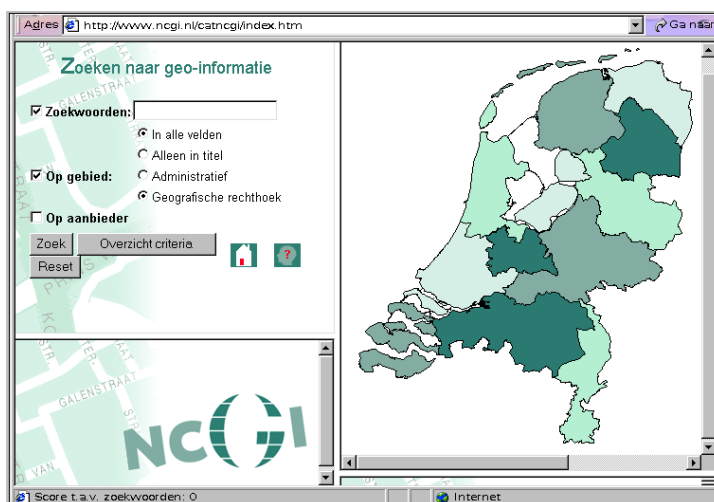 Adres http://www.ncgi.nl/catncgi/index.htm Ga naar
Zoeken naar geo-informatie
Zoekwoorden:
In alle velden
Alleen in titel
Op gebied: Administratief
Geografische rechthoek
Op aanbieder
Zoek Overzicht criteria
Reset
?
GALENSTRAAT
GALENSTRAAT
NCGI
VAN
Score t.a.v. zoekwoorden: 0 Internet